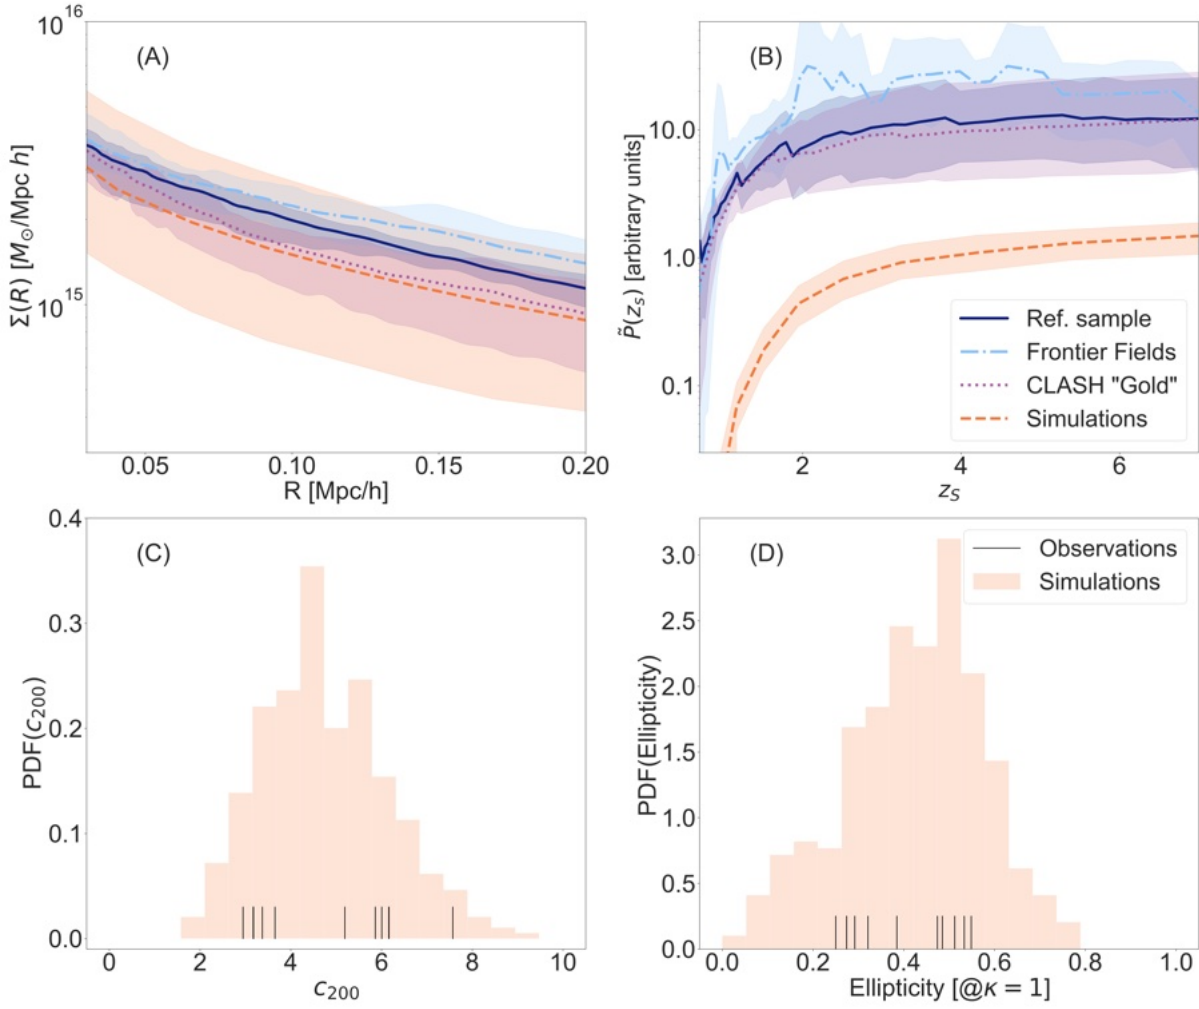 10^16
(A)
Σ(R) [M_⊙/Mpc h]
10^15
0.05
0.10
0.15
0.20
R [Mpc/h]
(B)
P̃(z_S) [arbitrary units]
10.0
1.0
0.1
Ref. sample
Frontier Fields
CLASH "Gold"
Simulations
2
4
6
z_S
(C)
PDF(c_200)
0.4
0.3
0.2
0.1
0.0
0
2
4
6
8
10
c_200
(D)
PDF(Ellipticity)
3.0
2.5
2.0
1.5
1.0
0.5
0.0
Observations
Simulations
0.0
0.2
0.4
0.6
0.8
1.0
Ellipticity [@κ = 1]